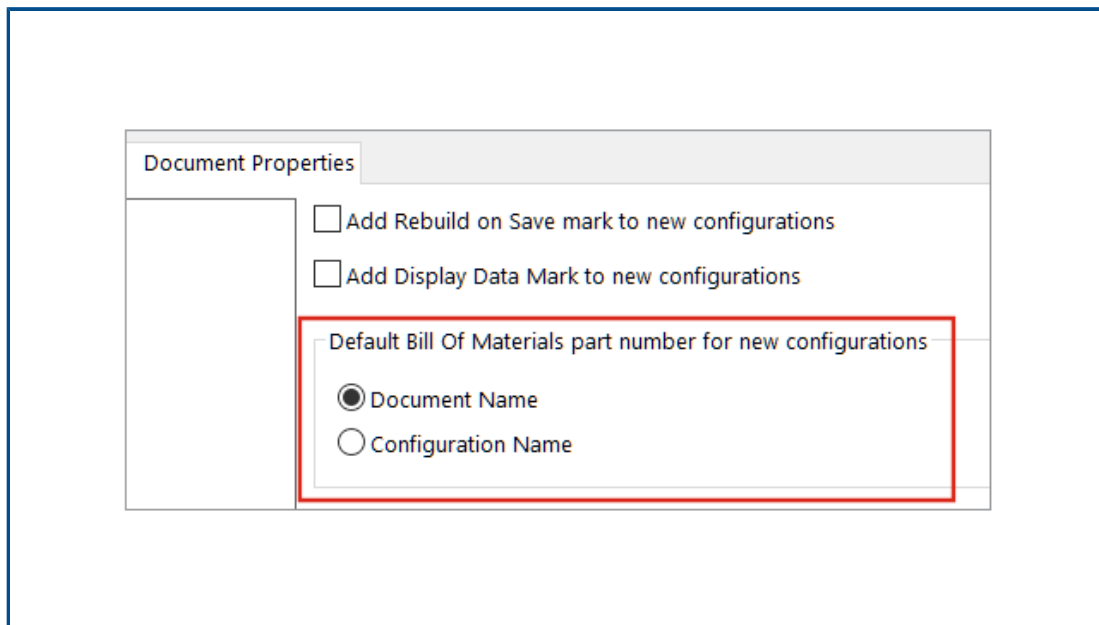 Document Properties
Add Rebuild on Save mark to new configurations
Add Display Data Mark to new configurations
Default Bill Of Materials part number for new configurations
Document Name
Configuration Name